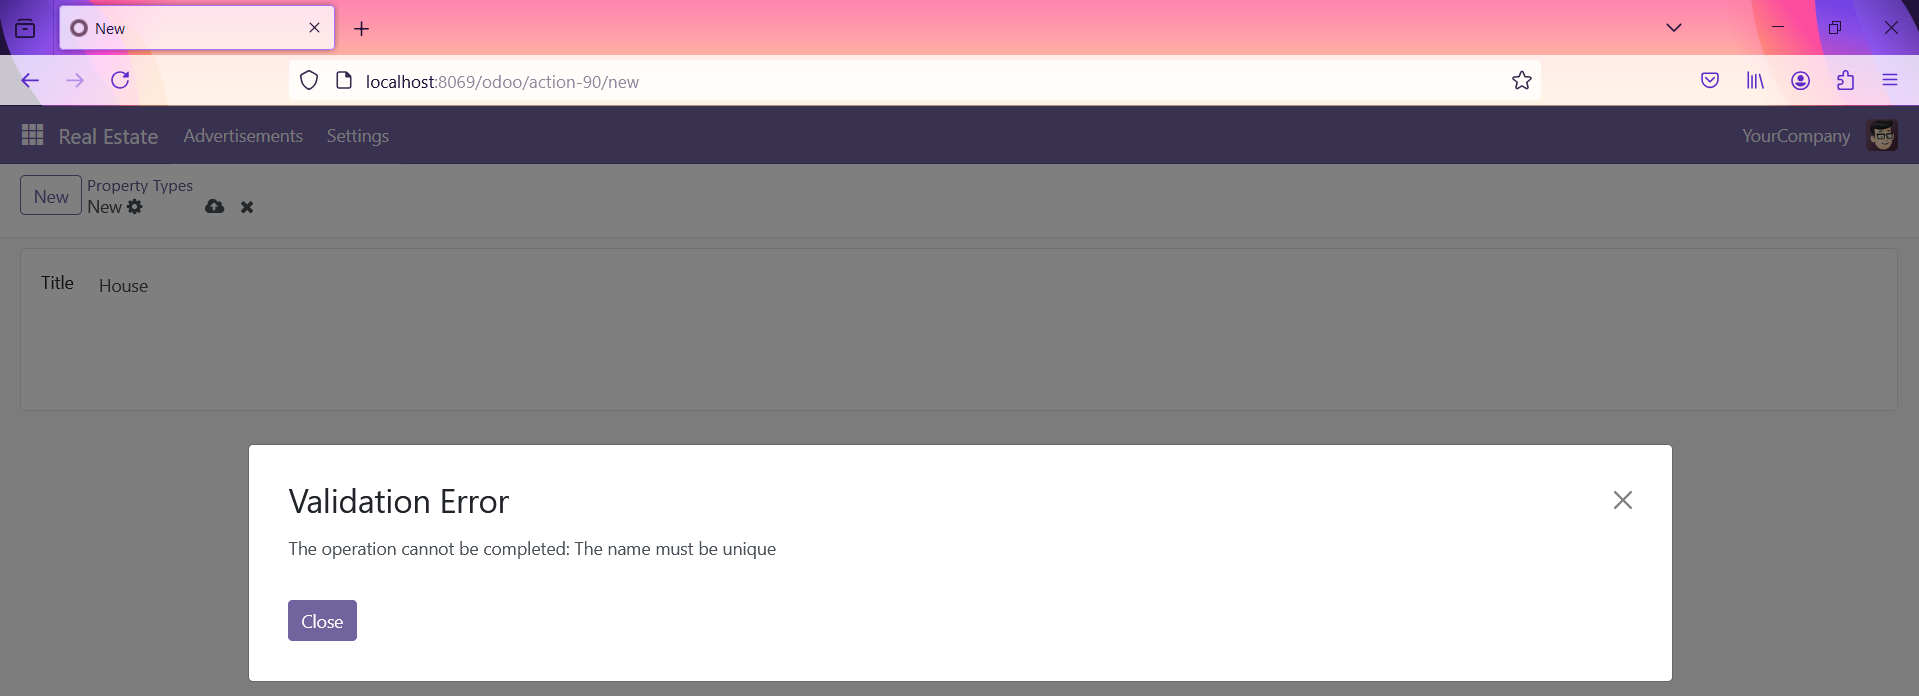 New
localhost:8069/odoo/action-90/new
Real Estate Advertisements Settings YourCompany
New Property Types
New
Title House
Validation Error
The operation cannot be completed: The name must be unique
Close